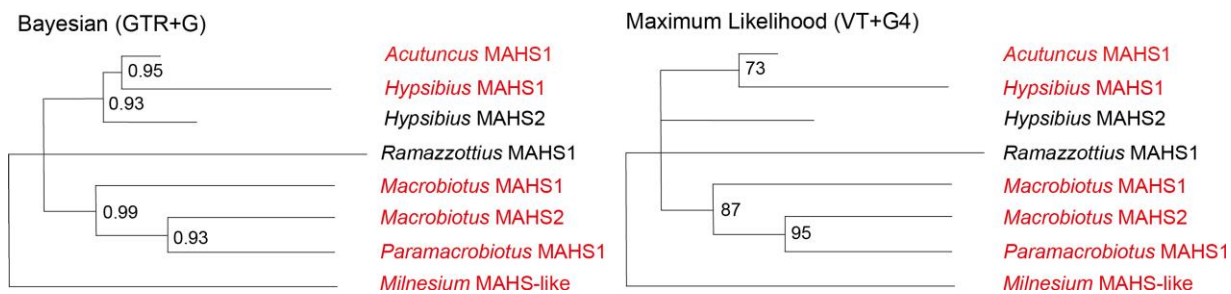 Bayesian (GTR+G)
0.95
0.93
0.99
0.93
Acutuncus MAHS1
Hypsibius MAHS1
Hypsibius MAHS2
Ramazzottius MAHS1
Macrobiotus MAHS1
Macrobiotus MAHS2
Paramacrobiotus MAHS1
Milnesium MAHS-like
Maximum Likelihood (VT+G4)
73
87
95
Acutuncus MAHS1
Hypsibius MAHS1
Hypsibius MAHS2
Ramazzottius MAHS1
Macrobiotus MAHS1
Macrobiotus MAHS2
Paramacrobiotus MAHS1
Milnesium MAHS-like